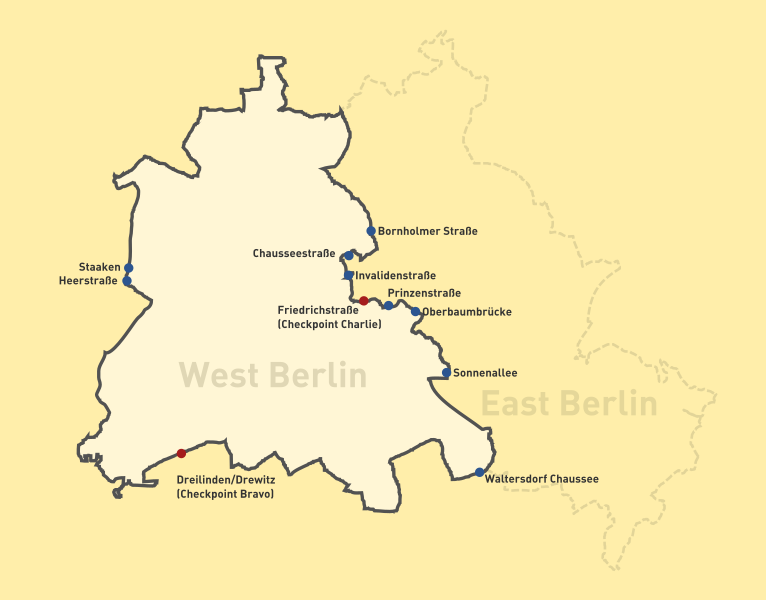 Bornholmer Straße
Chausseestraße
Staaken
Heerstraße
Invalidenstraße
Prinzenstraße
Friedrichstraße
(Checkpoint Charlie)
Oberbaumbrücke
West Berlin
Sonnenallee
East Berlin
Dreilinden/Drewitz
(Checkpoint Bravo)
Waltersdorf Chaussee